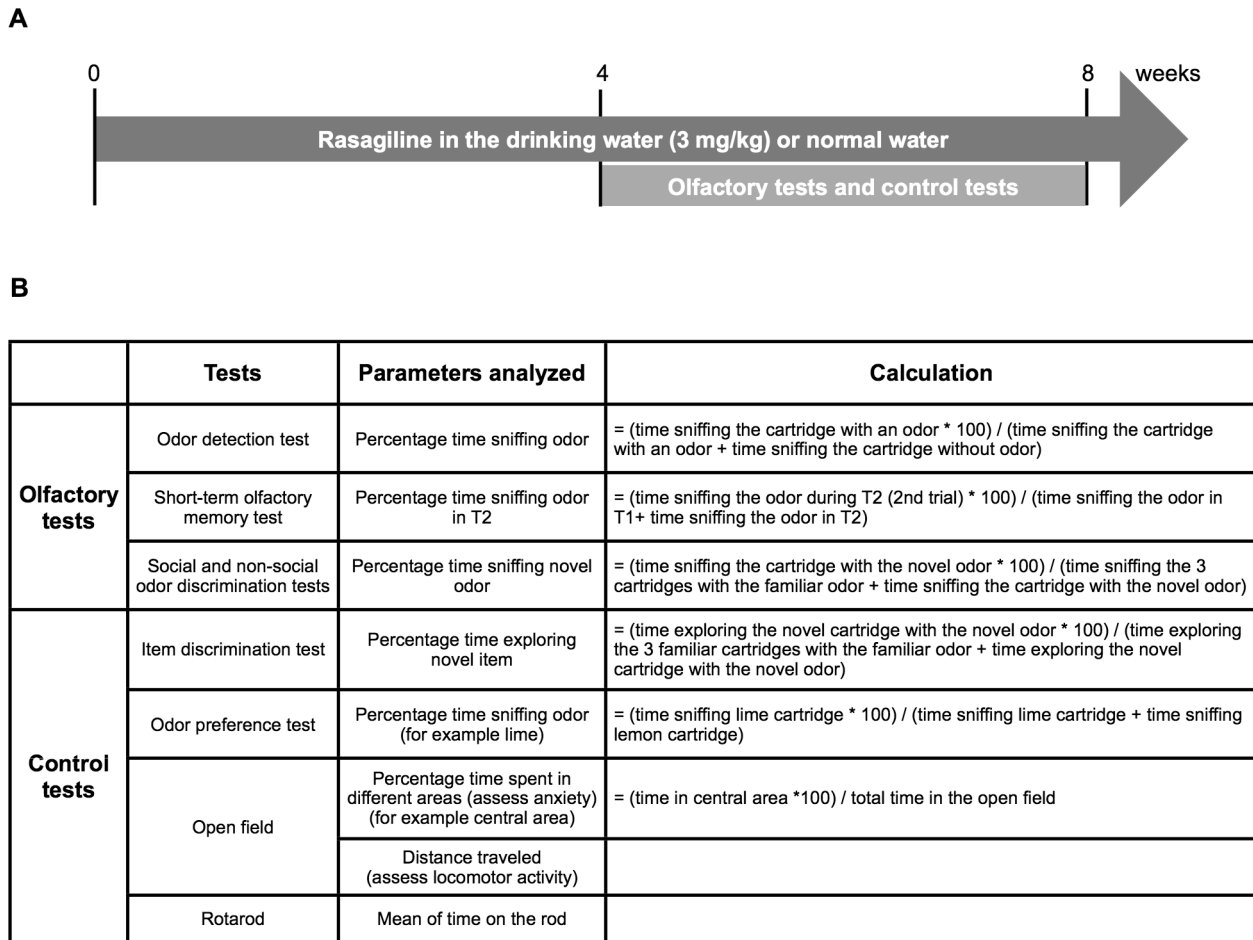 A
0
4
8
weeks
Rasagiline in the drinking water (3 mg/kg) or normal water
Olfactory tests and control tests
B
Tests
Parameters analyzed
Calculation
Olfactory
tests
Odor detection test
Percentage time sniffing odor
= (time sniffing the cartridge with an odor * 100) / (time sniffing the cartridge
with an odor + time sniffing the cartridge without odor)
Short-term olfactory
memory test
Percentage time sniffing odor
in T2
= (time sniffing the odor during T2 (2nd trial) * 100) / (time sniffing the odor in
T1+ time sniffing the odor in T2)
Social and non-social
odor discrimination tests
Percentage time sniffing novel
odor
= (time sniffing the cartridge with the novel odor * 100) / (time sniffing the 3
cartridges with the familiar odor + time sniffing the cartridge with the novel odor)
Control
tests
Item discrimination test
Percentage time exploring
novel item
= (time exploring the novel cartridge with the novel odor * 100) / (time exploring
the 3 familiar cartridges with the familiar odor + time exploring the novel
cartridge with the novel odor)
Odor preference test
Percentage time sniffing odor
(for example lime)
= (time sniffing lime cartridge * 100) / (time sniffing lime cartridge + time sniffing
lemon cartridge)
Open field
Percentage time spent in
different areas (assess anxiety)
(for example central area)
= (time in central area *100) / total time in the open field
Distance traveled
(assess locomotor activity)
Rotarod
Mean of time on the rod